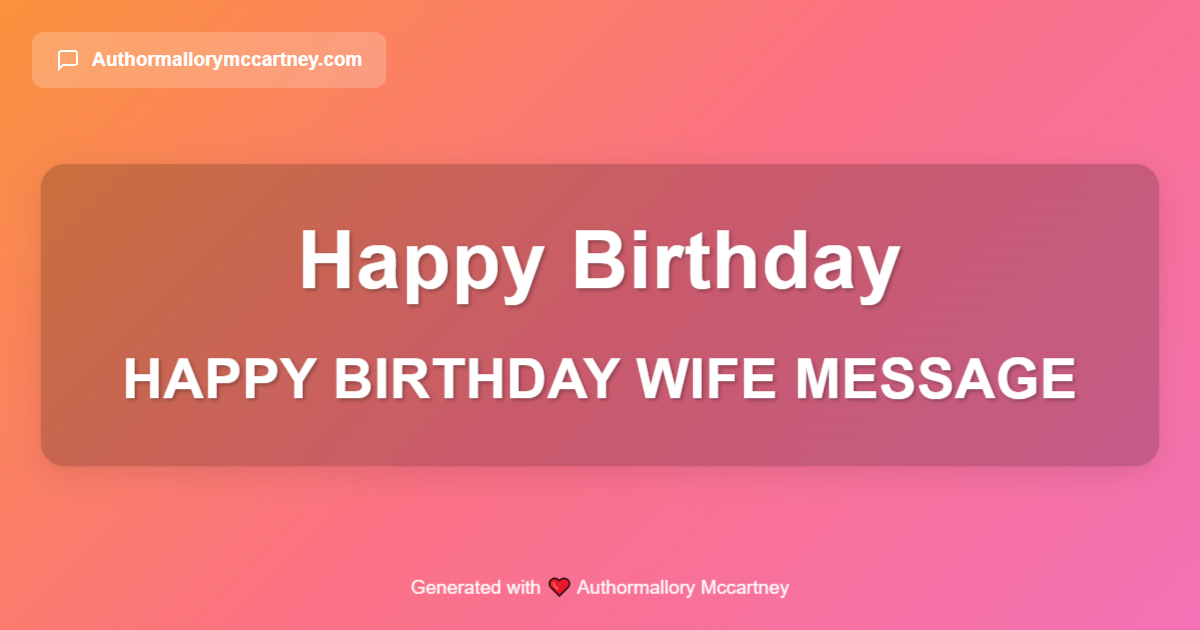 Authormallorymccartney.com
Happy Birthday
HAPPY BIRTHDAY WIFE MESSAGE
Generated with ❤️ Authormallory Mccartney